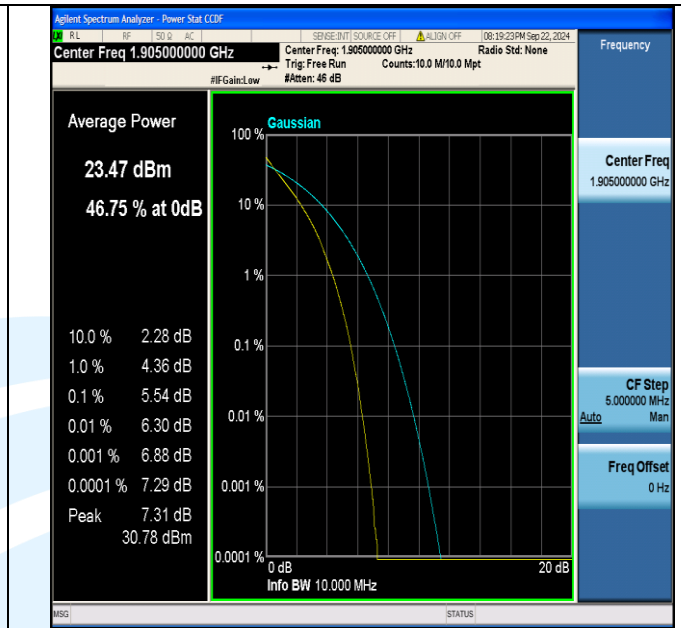 Agilent Spectrum Analyzer - Power Stat CCDF
RL RF 50 Ω AC SENSE:INT SOURCE OFF ALIGN OFF 08:19:23PM Sep 22, 2024
Center Freq 1.905000000 GHz
Center Freq: 1.905000000 GHz Radio Std: None
Trig: Free Run Counts:10.0 M/10.0 Mpt
#IFGain:Low #Atten: 46 dB
Frequency
Average Power
23.47 dBm
46.75 % at 0dB
10.0 % 2.28 dB
1.0 % 4.36 dB
0.1 % 5.54 dB
0.01 % 6.30 dB
0.001 % 6.88 dB
0.0001 % 7.29 dB
Peak 7.31 dB
30.78 dBm
Gaussian
100 %
10 %
1 %
0.1 %
0.01 %
0.001 %
0.0001 %
0 dB 20 dB
Info BW 10.000 MHz
Center Freq
1.905000000 GHz
CF Step
5.000000 MHz
Auto Man
Freq Offset
0 Hz
MSG STATUS